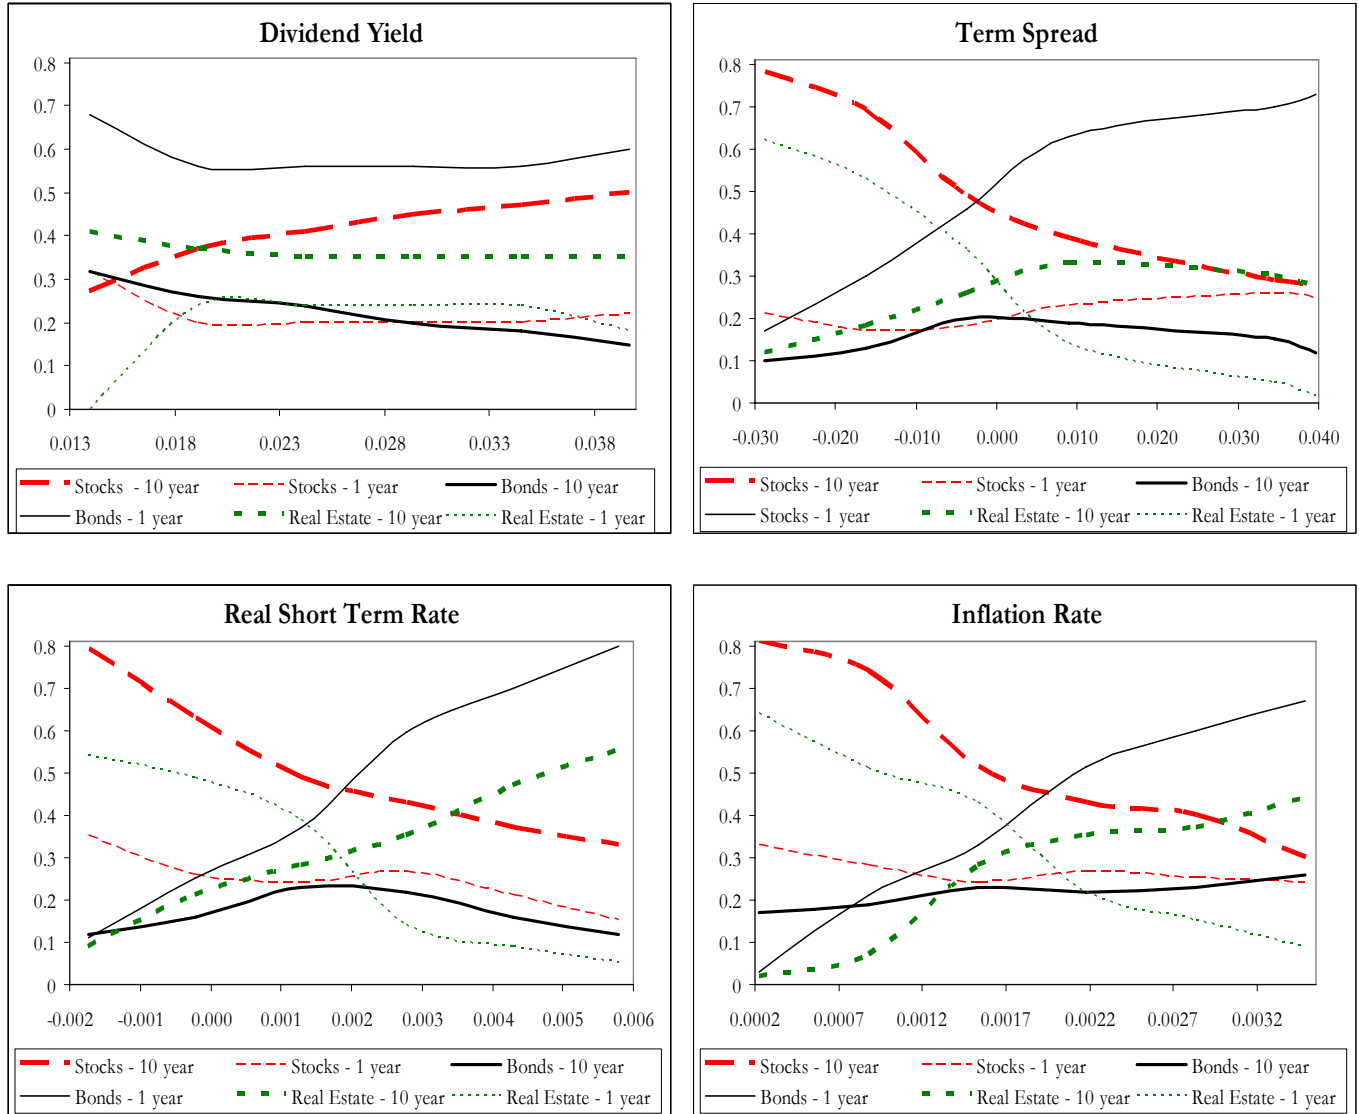 Dividend Yield
0.8
0.7
0.6
0.5
0.4
0.3
0.2
0.1
0
0.013 0.018 0.023 0.028 0.033 0.038
Stocks - 10 year Stocks - 1 year Bonds - 10 year
Bonds - 1 year Real Estate - 10 year Real Estate - 1 year
Term Spread
0.8
0.7
0.6
0.5
0.4
0.3
0.2
0.1
0
-0.030 -0.020 -0.010 0.000 0.010 0.020 0.030 0.040
Stocks - 10 year Stocks - 1 year Bonds - 10 year
Stocks - 1 year Real Estate - 10 year Real Estate - 1 year
Real Short Term Rate
0.8
0.7
0.6
0.5
0.4
0.3
0.2
0.1
0
-0.002 -0.001 0.000 0.001 0.002 0.003 0.004 0.005 0.006
Stocks - 10 year Stocks - 1 year Bonds - 10 year
Bonds - 1 year Real Estate - 10 year Real Estate - 1 year
Inflation Rate
0.8
0.7
0.6
0.5
0.4
0.3
0.2
0.1
0
0.0002 0.0007 0.0012 0.0017 0.0022 0.0027 0.0032
Stocks - 10 year Stocks - 1 year Bonds - 10 year
Bonds - 1 year Real Estate - 10 year Real Estate - 1 year